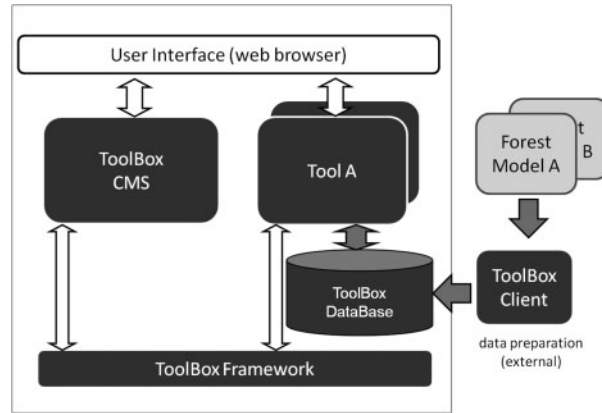 User Interface (web browser)
ToolBox
CMS
Tool A
Forest
Model A
t
B
ToolBox
DataBase
ToolBox
Client
data preparation
(external)
ToolBox Framework